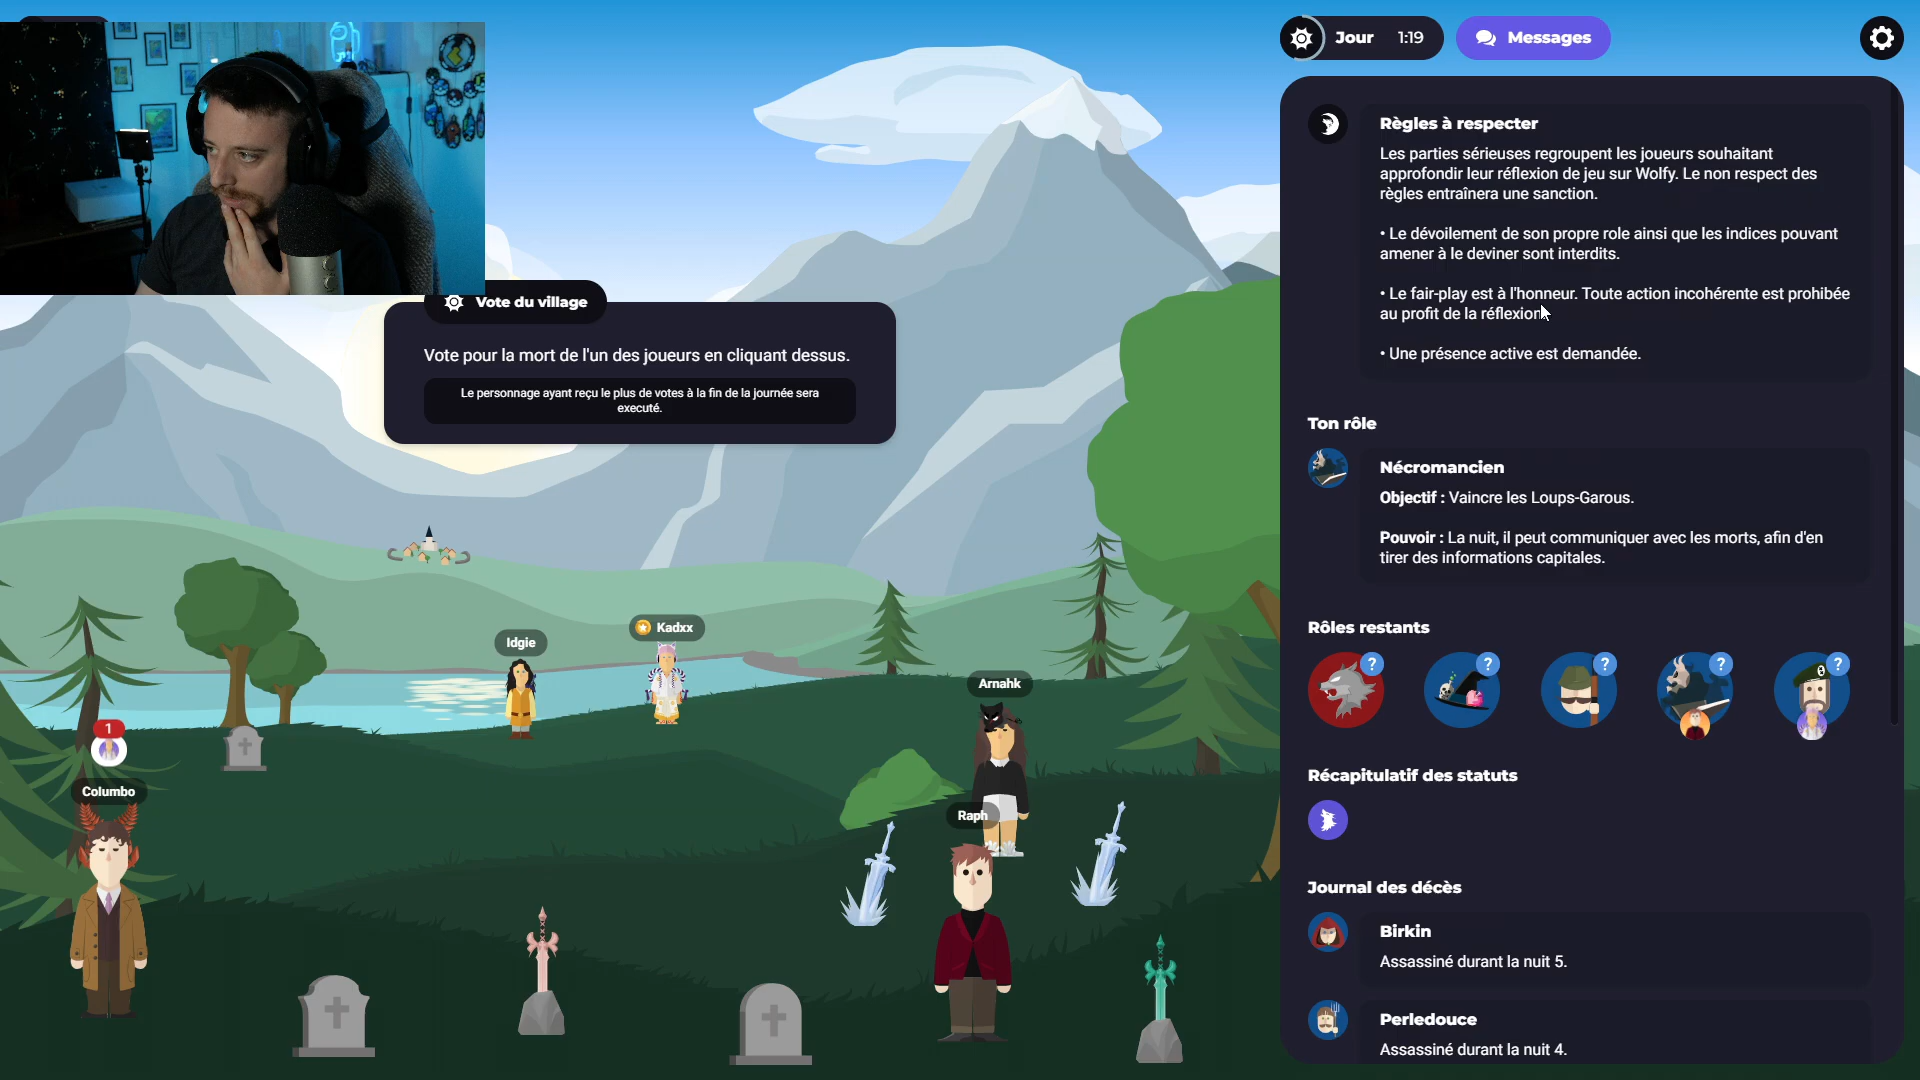 Jour 1:19
Messages
Règles à respecter
Les parties sérieuses regroupent les joueurs souhaitant
approfondir leur réflexion de jeu sur Wolfy. Le non respect des
règles entraînera une sanction.
• Le dévoilement de son propre role ainsi que les indices pouvant
amener à le deviner sont interdits.
• Le fair-play est à l'honneur. Toute action incohérente est prohibée
au profit de la réflexion.
• Une présence active est demandée.
Vote du village
Vote pour la mort de l'un des joueurs en cliquant dessus.
Le personnage ayant reçu le plus de votes à la fin de la journée sera
executé.
Ton rôle
Nécromancien
Objectif : Vaincre les Loups-Garous.
Pouvoir : La nuit, il peut communiquer avec les morts, afin d'en
tirer des informations capitales.
Rôles restants
?
?
?
?
?
Récapitulatif des statuts
Journal des décès
Birkin
Assassiné durant la nuit 5.
Perledouce
Assassiné durant la nuit 4.
Idgie
Kadxx
Arnahk
1
Columbo
Raph